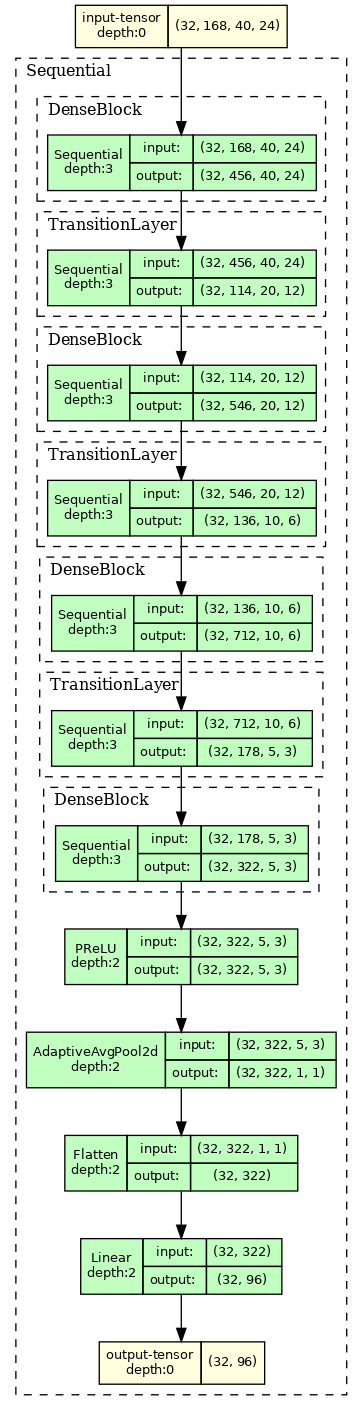 input-tensor
depth:0
(32, 168, 40, 24)
Sequential
DenseBlock
Sequential
depth:3
input:
(32, 168, 40, 24)
output:
(32, 456, 40, 24)
TransitionLayer
Sequential
depth:3
input:
(32, 456, 40, 24)
output:
(32, 114, 20, 12)
DenseBlock
Sequential
depth:3
input:
(32, 114, 20, 12)
output:
(32, 546, 20, 12)
TransitionLayer
Sequential
depth:3
input:
(32, 546, 20, 12)
output:
(32, 136, 10, 6)
DenseBlock
Sequential
depth:3
input:
(32, 136, 10, 6)
output:
(32, 712, 10, 6)
TransitionLayer
Sequential
depth:3
input:
(32, 712, 10, 6)
output:
(32, 178, 5, 3)
DenseBlock
Sequential
depth:3
input:
(32, 178, 5, 3)
output:
(32, 322, 5, 3)
PReLU
depth:2
input:
(32, 322, 5, 3)
output:
(32, 322, 5, 3)
AdaptiveAvgPool2d
depth:2
input:
(32, 322, 5, 3)
output:
(32, 322, 1, 1)
Flatten
depth:2
input:
(32, 322, 1, 1)
output:
(32, 322)
Linear
depth:2
input:
(32, 322)
output:
(32, 96)
output-tensor
depth:0
(32, 96)